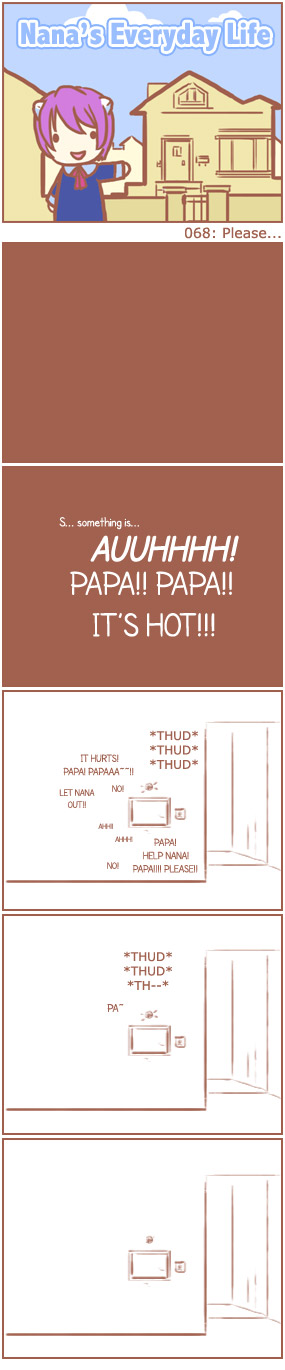 Nana's Everyday Life
068: Please...
S... something is...
AUUHHHH!
PAPA!! PAPA!!
IT'S HOT!!!
*THUD*
*THUD*
*THUD*
IT HURTS!
PAPA! PAPAAA~~!!
NO!
LET NANA
OUT!!
AHH!
AHHH!
PAPA!
HELP NANA!
PAPA!!!! PLEASE!!
NO!
*THUD*
*THUD*
*TH--*
PA~